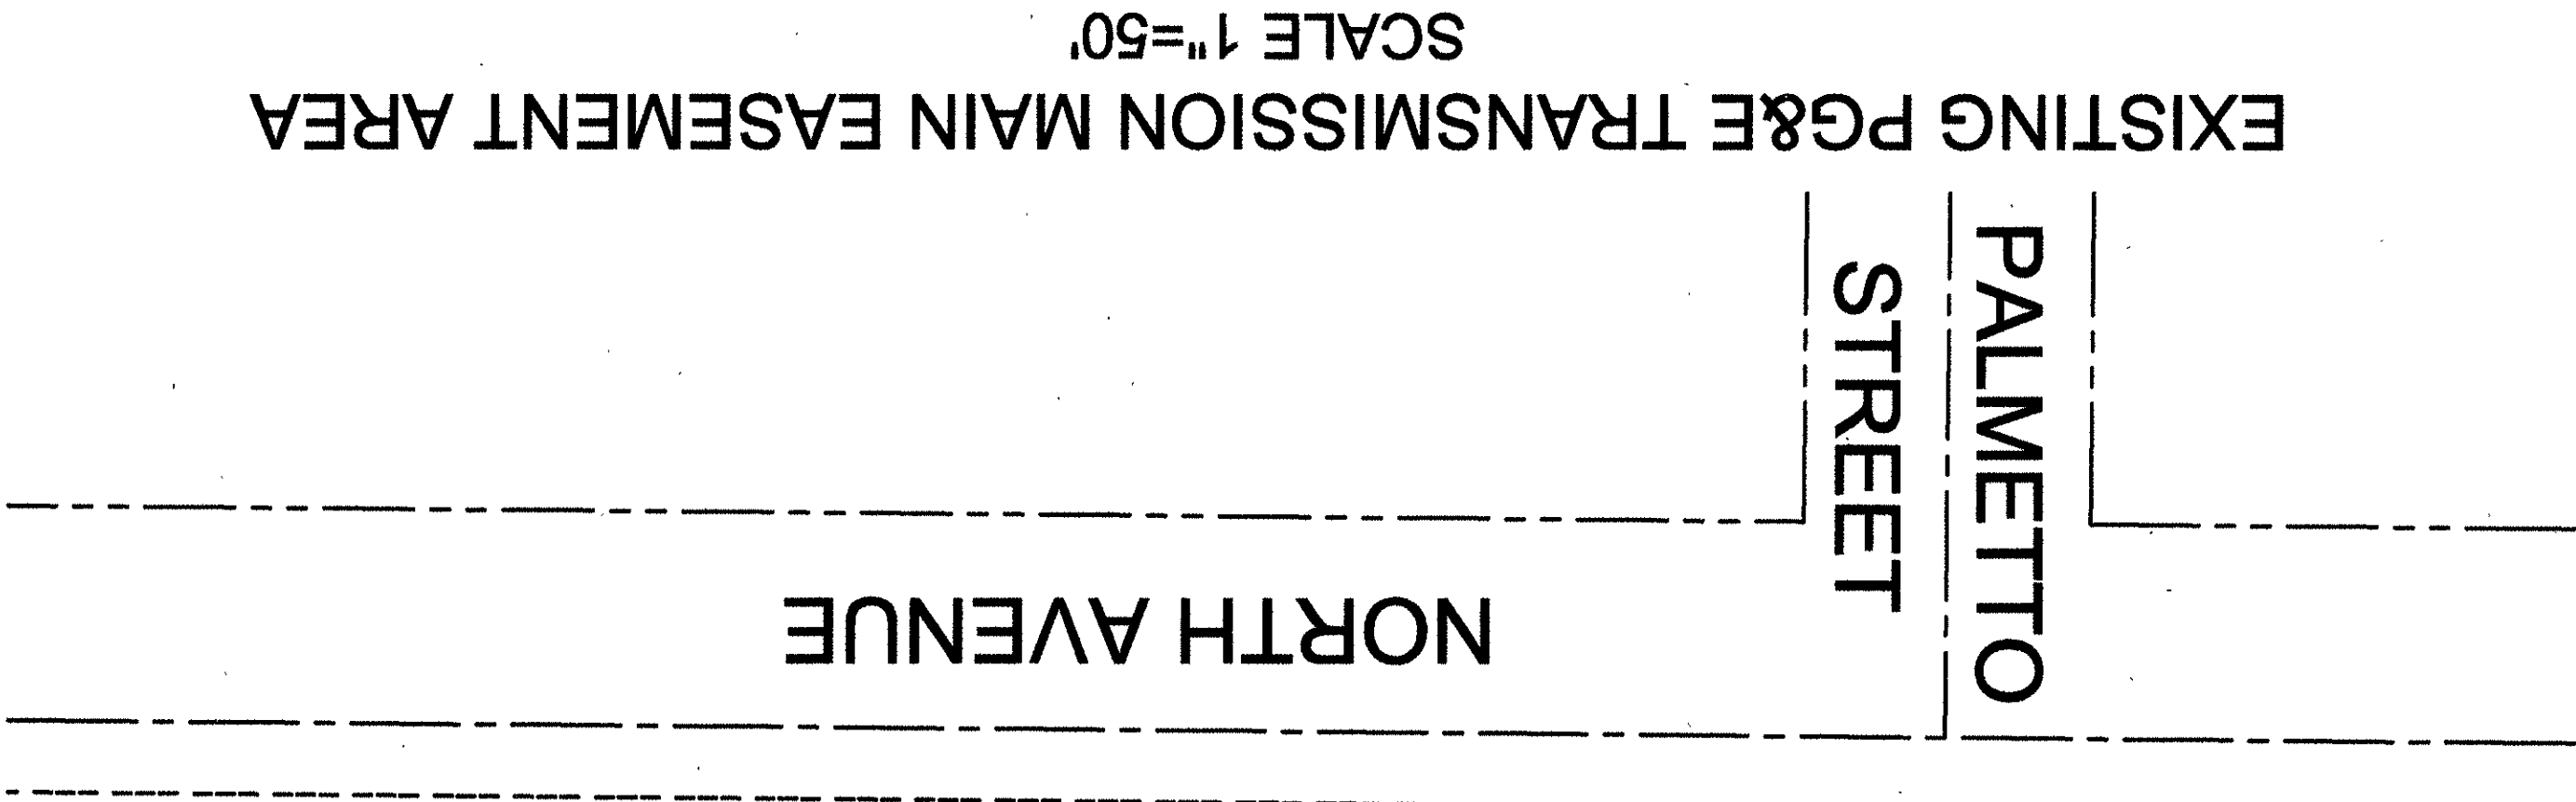 NORTH AVENUE
PALMETTO
STREET
EXISTING PG&E TRANSMISSION MAIN EASEMENT AREA
SCALE 1"=50'